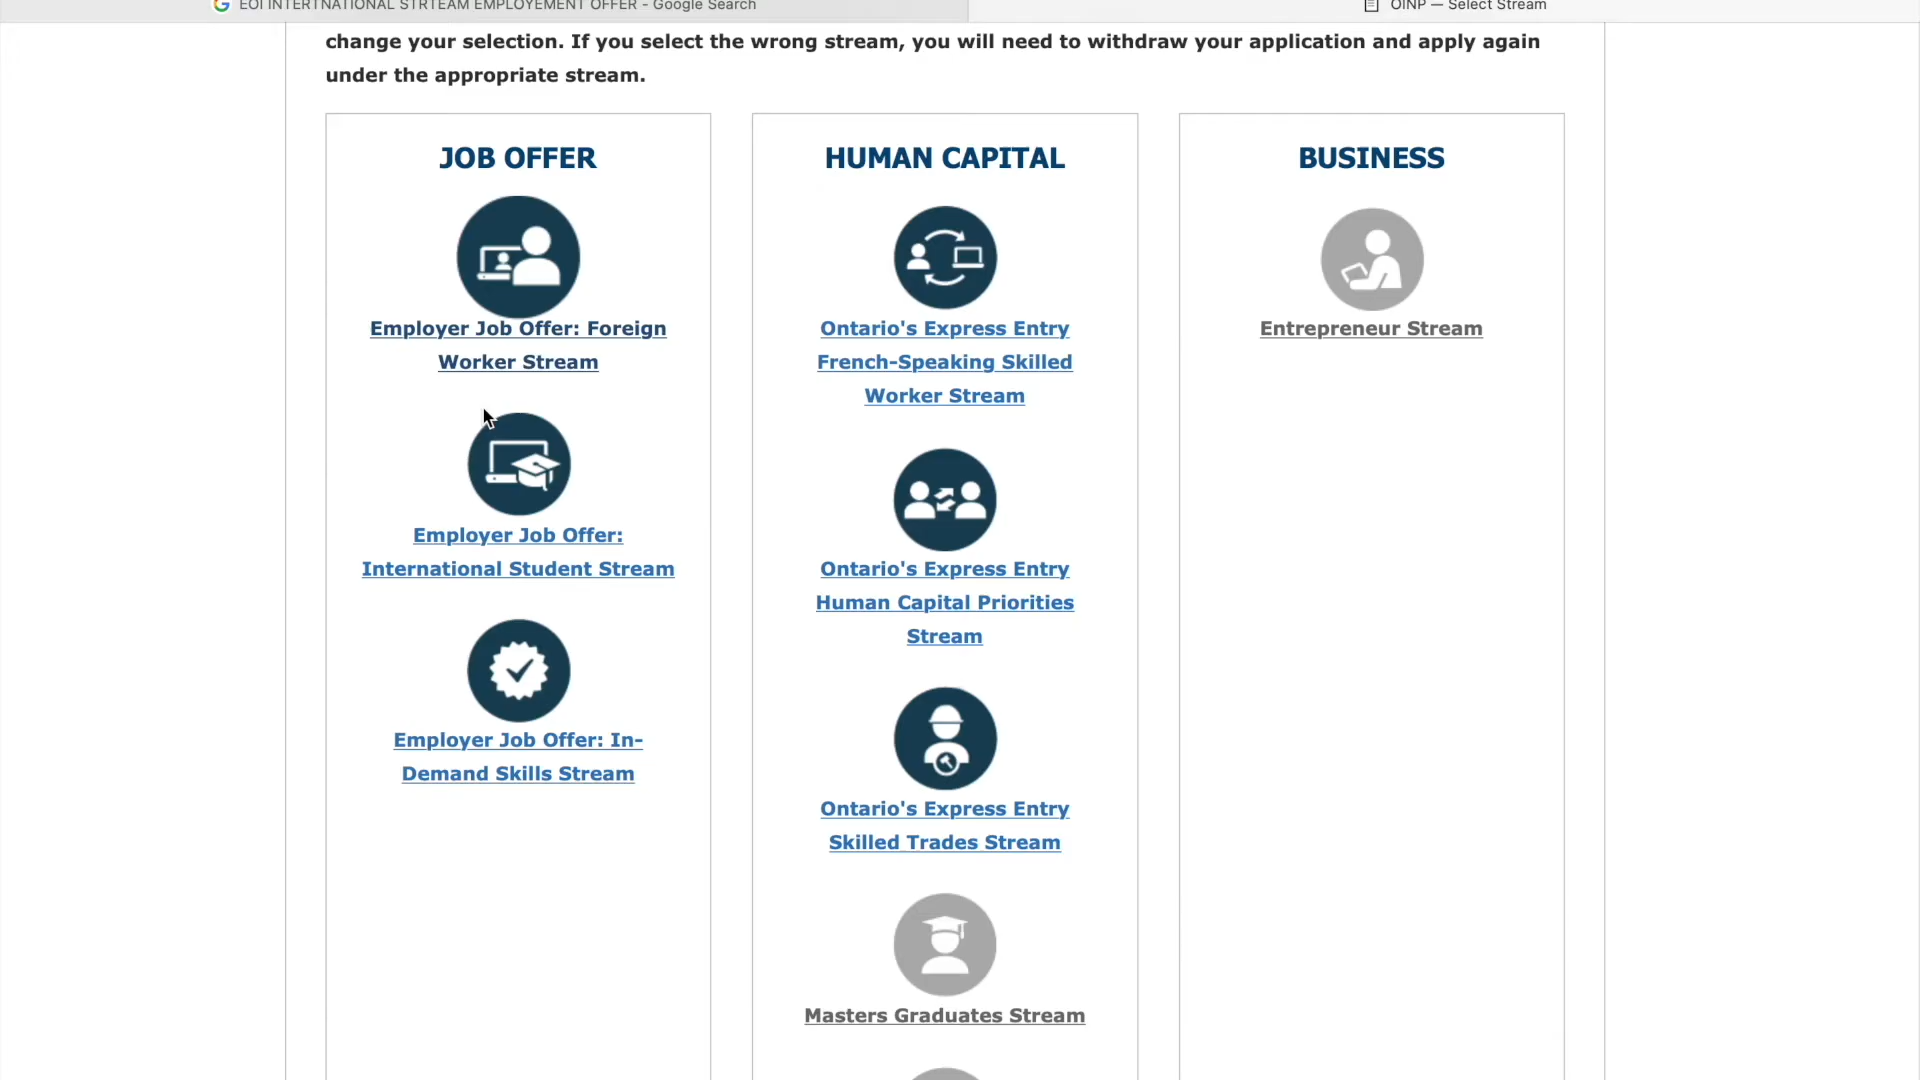 EOI INTERTNATIONAL STRTEAM EMPLOYEMENT OFFER - Google Search
OINP — Select Stream
change your selection. If you select the wrong stream, you will need to withdraw your application and apply again
under the appropriate stream.
JOB OFFER
Employer Job Offer: Foreign
Worker Stream
Employer Job Offer:
International Student Stream
Employer Job Offer: In-
Demand Skills Stream
HUMAN CAPITAL
Ontario's Express Entry
French-Speaking Skilled
Worker Stream
Ontario's Express Entry
Human Capital Priorities
Stream
Ontario's Express Entry
Skilled Trades Stream
Masters Graduates Stream
BUSINESS
Entrepreneur Stream